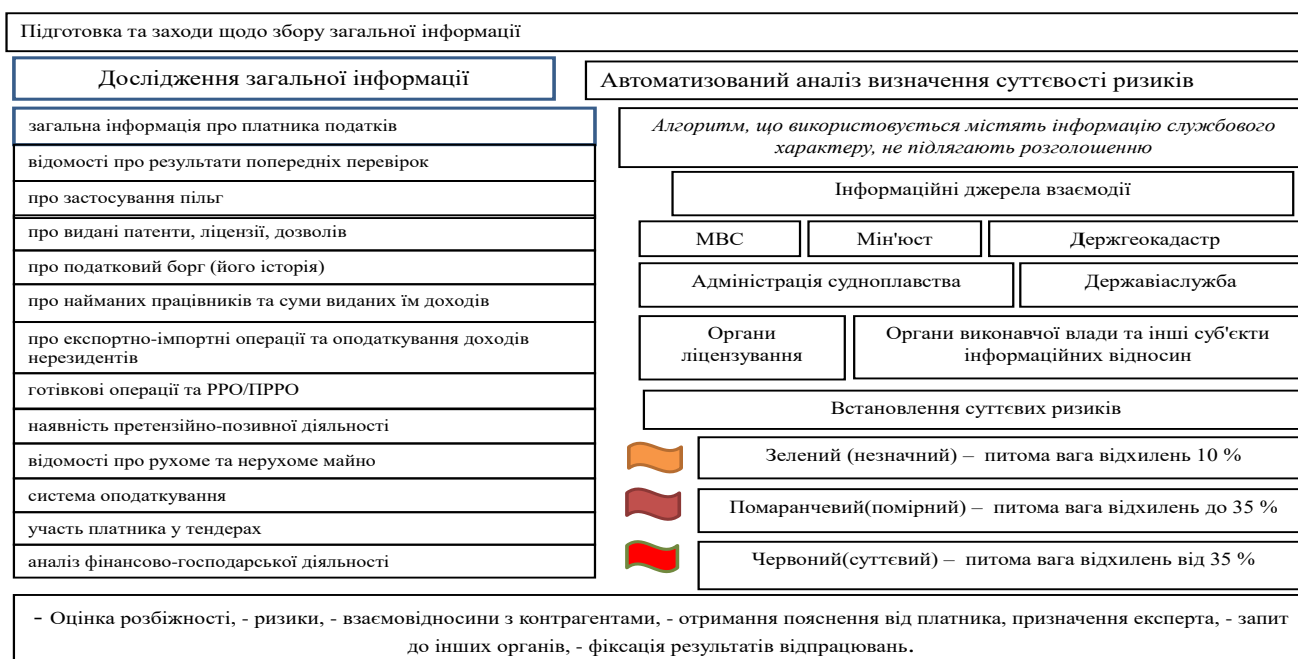 Підготовка та заходи щодо збору загальної інформації
Дослідження загальної інформації
загальна інформація про платника податків
відомості про результати попередніх перевірок
про застосування пільг
про видані патенти, ліцензії, дозволів
про податковий борг (його історія)
про найманих працівників та суми виданих їм доходів
про експортно-імпортні операції та оподаткування доходів
нерезидентів
готівкові операції та РРО/ПРРО
наявність претензійно-позивної діяльності
відомості про рухоме та нерухоме майно
система оподаткування
участь платника у тендерах
аналіз фінансово-господарської діяльності
Автоматизований аналіз визначення суттєвості ризиків
Алгоритм, що використовується містять інформацію службового
характеру, не підлягають розголошенню
Інформаційні джерела взаємодії
МВС
Мін'юст
Держгеокадастр
Адміністрація судноплавства
Державіаслужба
Органи
ліцензування
Органи виконавчої влади та інші суб'єкти
інформаційних відносин
Встановлення суттєвих ризиків
Зелений (незначний) – питома вага відхилень 10 %
Помаранчевий(помірний) – питома вага відхилень до 35 %
Червоний(суттєвий) – питома вага відхилень від 35 %
- Оцінка розбіжності, - ризики, - взаємовідносини з контрагентами, - отримання пояснення від платника, призначення експерта, - запит
до інших органів, - фіксація результатів відпрацювань.